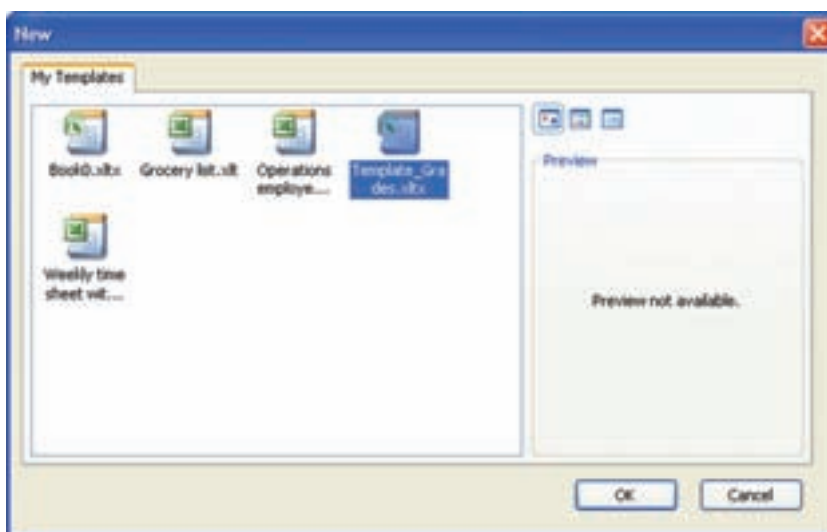 New
My Templates
Book0.xltx Grocery list.xlt Operations employe.... Template_Gra
des.xltx
Preview
Weekly time
sheet wit....
Preview not available.
OK Cancel